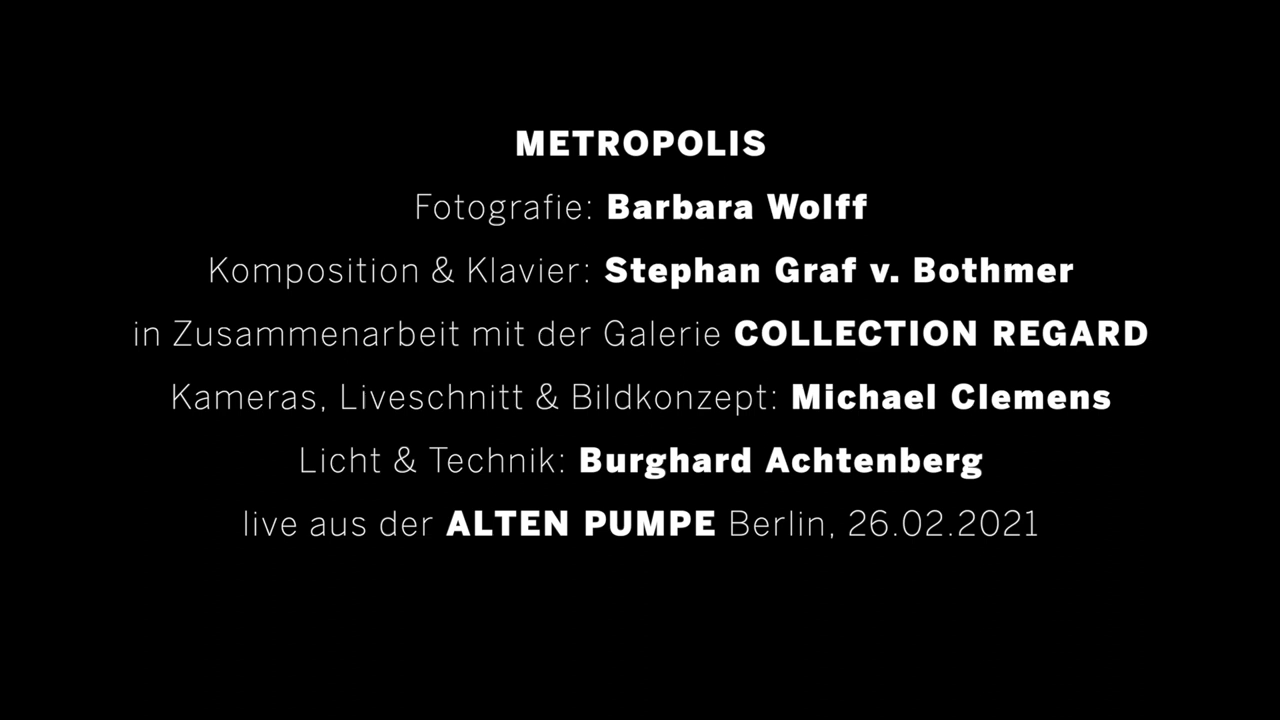 METROPOLIS
Fotografie: Barbara Wolff
Komposition & Klavier: Stephan Graf v. Bothmer
in Zusammenarbeit mit der Galerie COLLECTION REGARD
Kameras, Liveschnitt & Bildkonzept: Michael Clemens
Licht & Technik: Burghard Achtenberg
live aus der ALTEN PUMPE Berlin, 26.02.2021